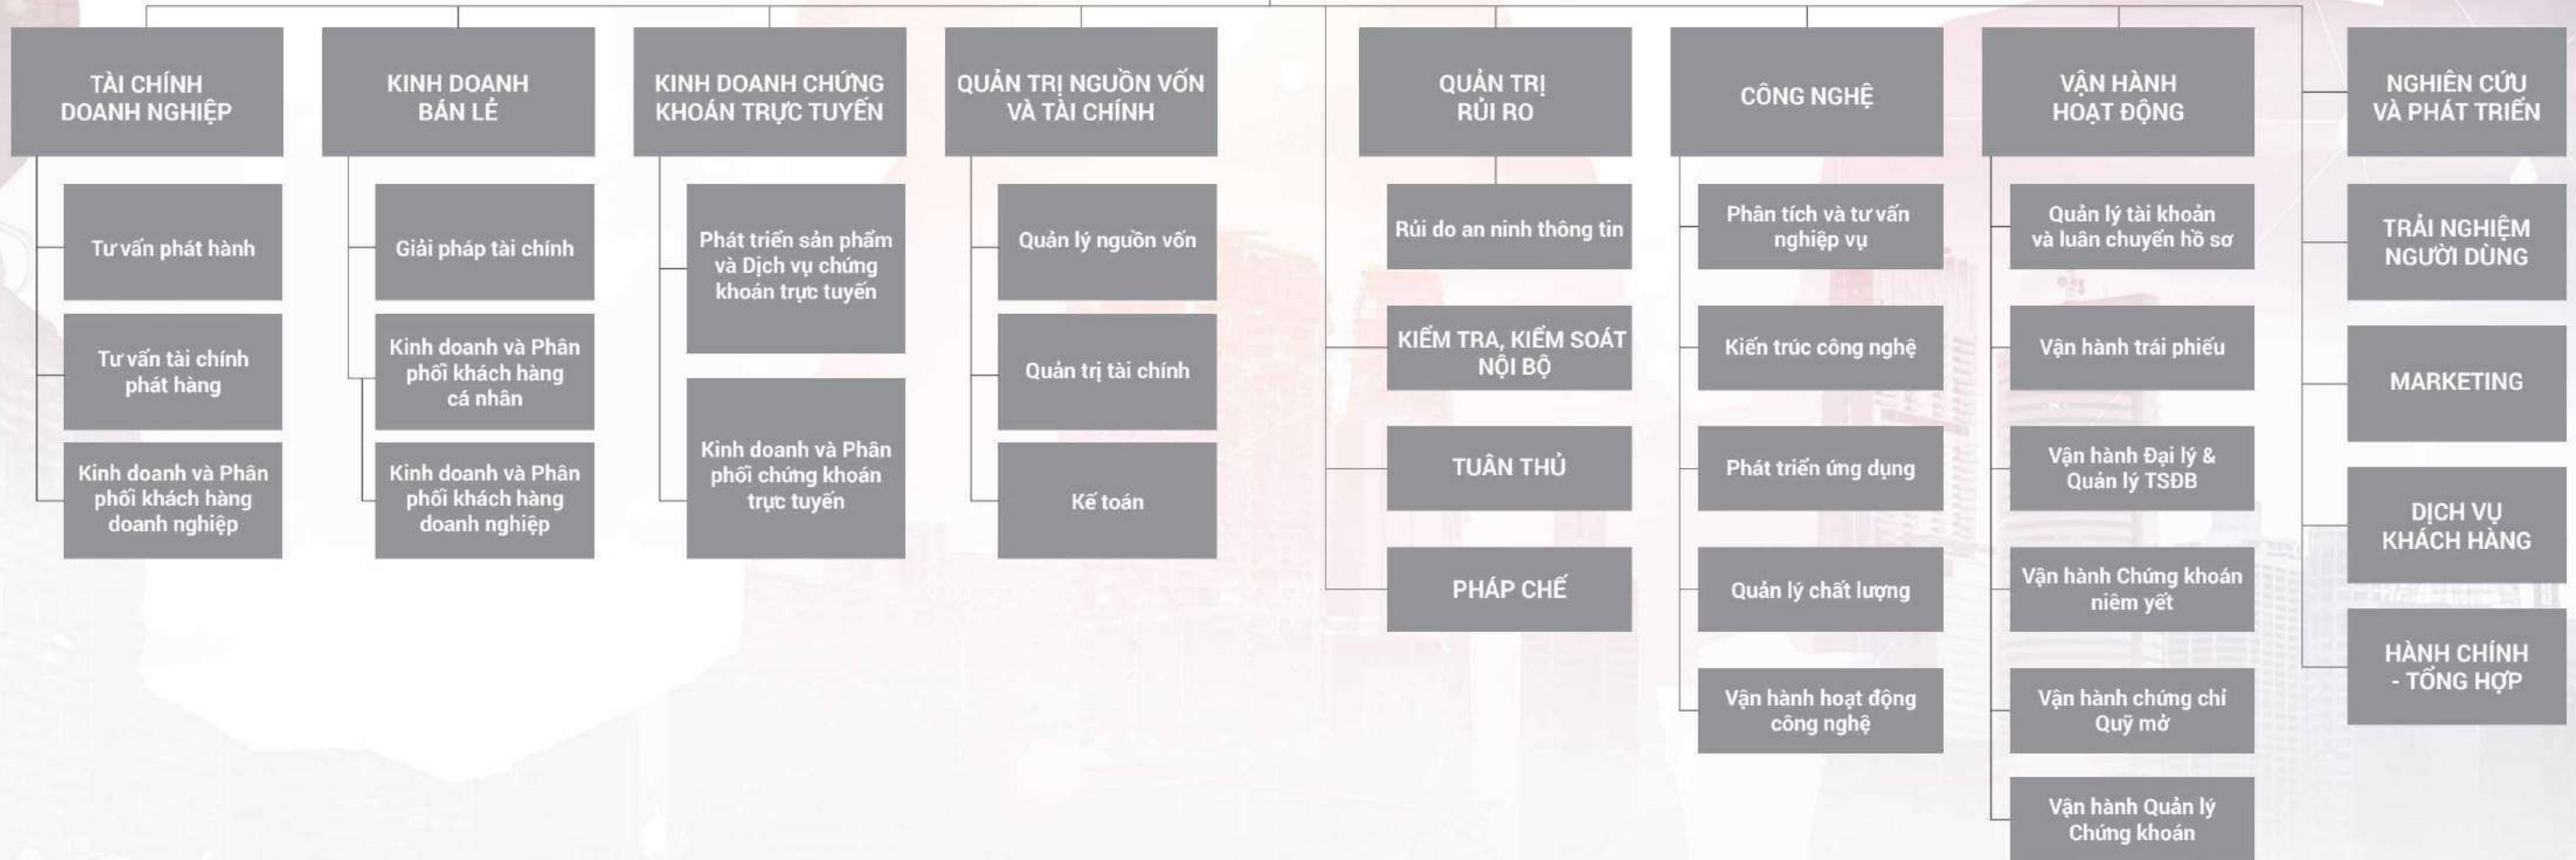 TÀI CHÍNH
DOANH NGHIỆP
Tư vấn phát hành
Tư vấn tài chính
phát hàng
Kinh doanh và Phân
phối khách hàng
doanh nghiệp
KINH DOANH
BÁN LẺ
Giải pháp tài chính
Kinh doanh và Phân
phối khách hàng
cá nhân
Kinh doanh và Phân
phối khách hàng
doanh nghiệp
KINH DOANH CHỨNG
KHOÁN TRỰC TUYẾN
Phát triển sản phẩm
và Dịch vụ chứng
khoán trực tuyến
Kinh doanh và Phân
phối chứng khoán
trực tuyến
QUẢN TRỊ NGUỒN VỐN
VÀ TÀI CHÍNH
Quản lý nguồn vốn
Quản trị tài chính
Kế toán
QUẢN TRỊ
RỦI RO
Rủi do an ninh thông tin
KIỂM TRA, KIỂM SOÁT
NỘI BỘ
TUÂN THỦ
PHÁP CHẾ
CÔNG NGHỆ
Phân tích và tư vấn
nghiệp vụ
Kiến trúc công nghệ
Phát triển ứng dụng
Quản lý chất lượng
Vận hành hoạt động
công nghệ
VẬN HÀNH
HOẠT ĐỘNG
Quản lý tài khoản
và luân chuyển hồ sơ
Vận hành trái phiếu
Vận hành Đại lý &
Quản lý TSĐB
Vận hành Chứng khoán
niêm yết
Vận hành chứng chỉ
Quỹ mở
Vận hành Quản lý
Chứng khoán
NGHIÊN CỨU
VÀ PHÁT TRIỂN
TRẢI NGHIỆM
NGƯỜI DÙNG
MARKETING
DỊCH VỤ
KHÁCH HÀNG
HÀNH CHÍNH
- TỔNG HỢP